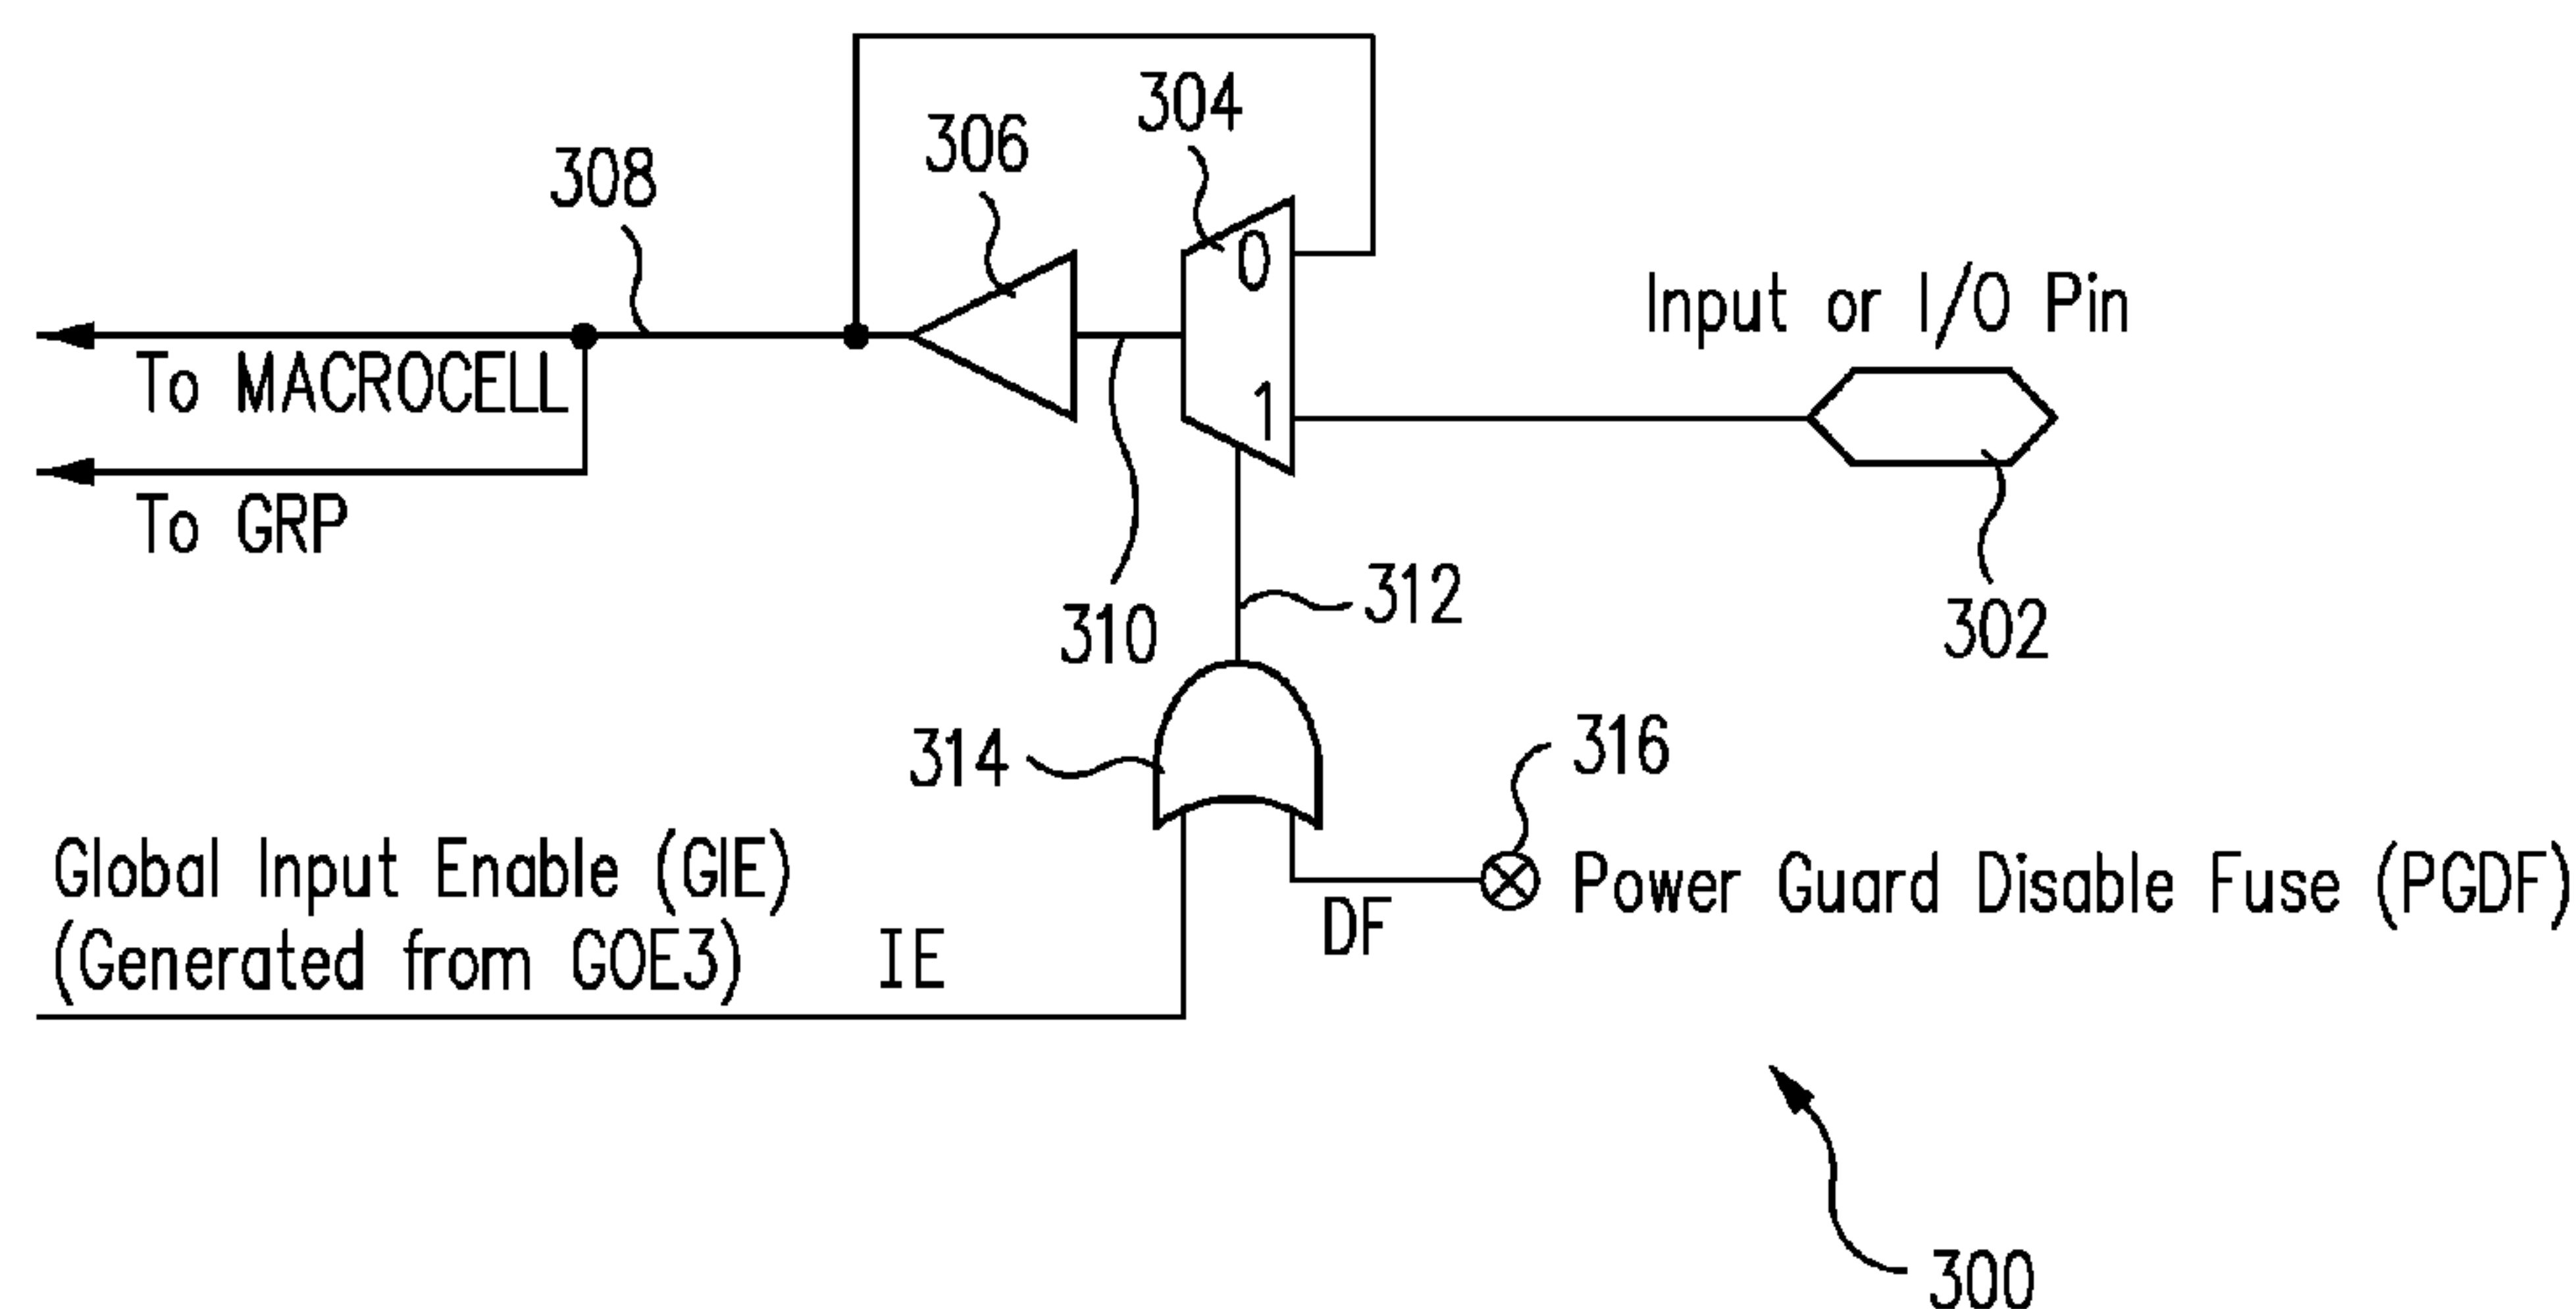 304
306
308
0
Input or I/O Pin
1
To MACROCELL
To GRP
310
312
302
314
316
Global Input Enable (GIE)
(Generated from GOE3)
IE
DF
Power Guard Disable Fuse (PGDF)
300